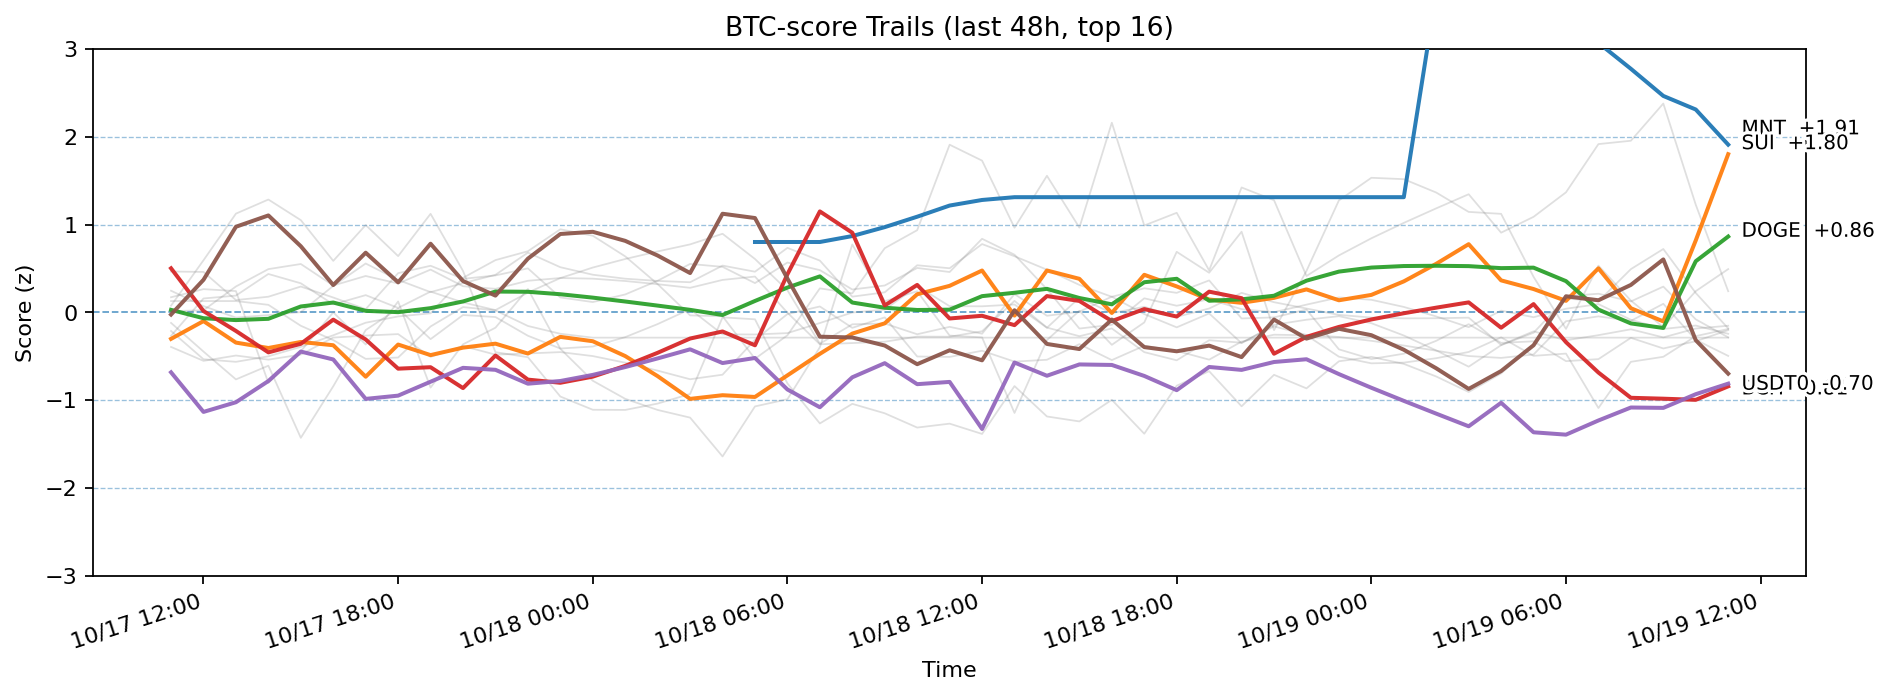 BTC-score Trails (last 48h, top 16)
3
2
1
0
−1
−2
−3
Score (z)
MNT +1.91
SUI +1.80
DOGE +0.86
USDT0 -0.70
10/17 12:00
10/17 18:00
10/18 00:00
10/18 06:00
10/18 12:00
10/18 18:00
10/19 00:00
10/19 06:00
10/19 12:00
Time